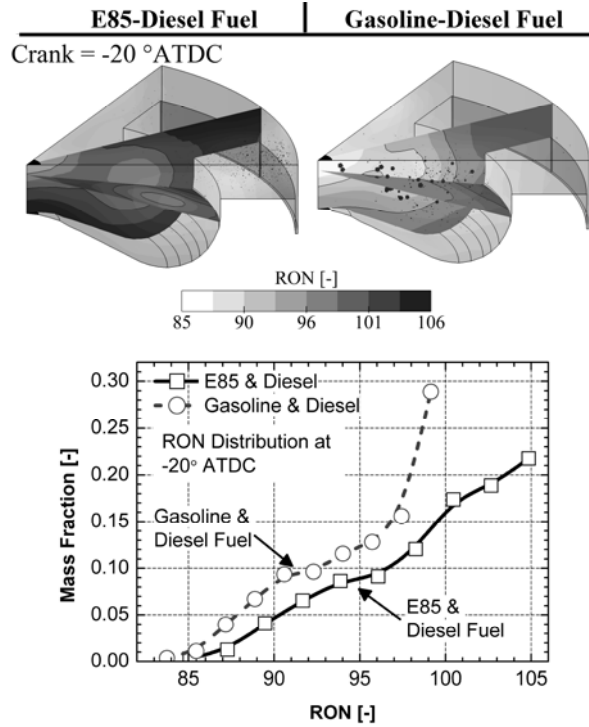 E85-Diesel Fuel Gasoline-Diesel Fuel
Crank = -20 °ATDC
RON [-]
85 90 96 101 106
E85 & Diesel
Gasoline & Diesel
RON Distribution at
-20° ATDC
Gasoline &
Diesel Fuel
E85 &
Diesel Fuel
Mass Fraction [-]
0.30
0.25
0.20
0.15
0.10
0.05
0.00
85 90 95 100 105
RON [-]